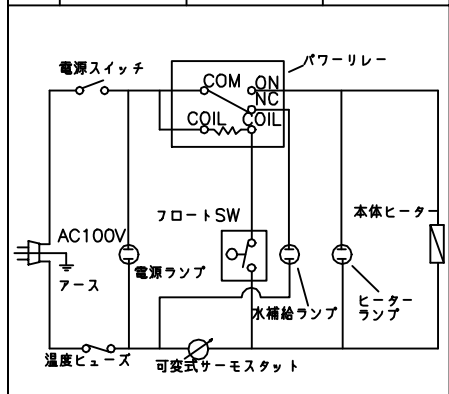 電源スイッチ
パワーリレー
COM
ON
NC
COIL
COIL
フロートSW
本体ヒーター
AC100V
アース
電源ランプ
水補給ランプ
ヒーター
ランプ
温度ヒューズ
可変式サーモスタット